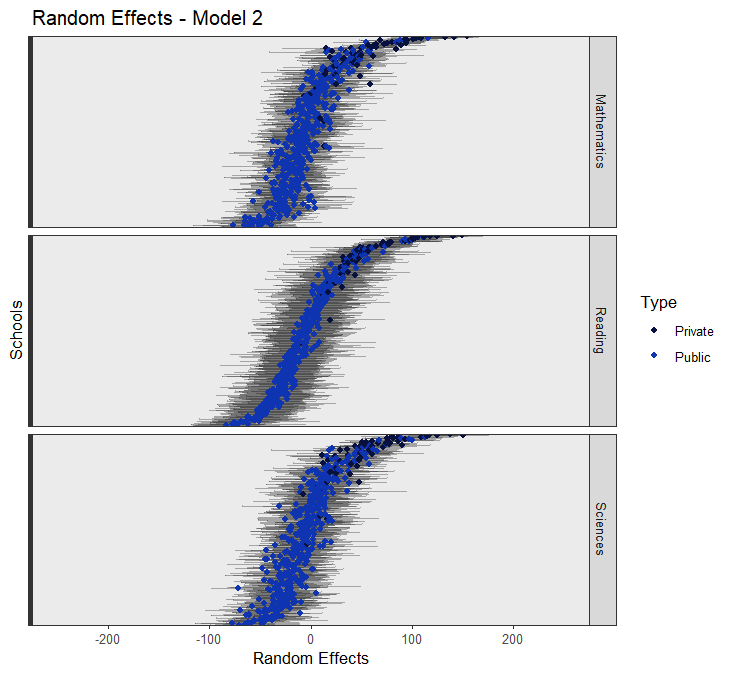 Random Effects - Model 2
Mathematics
Reading
Sciences
Schools
Type
Private
Public
-200
-100
0
100
200
Random Effects